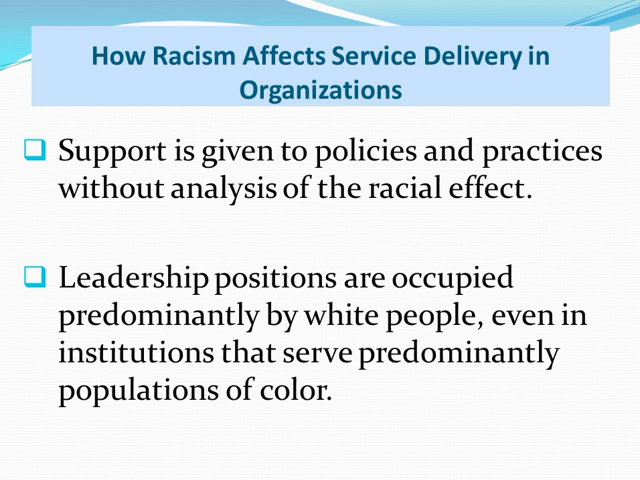 How Racism Affects Service Delivery in
Organizations
Support is given to policies and practices
without analysis of the racial effect.
Leadership positions are occupied
predominantly by white people, even in
institutions that serve predominantly
populations of color.